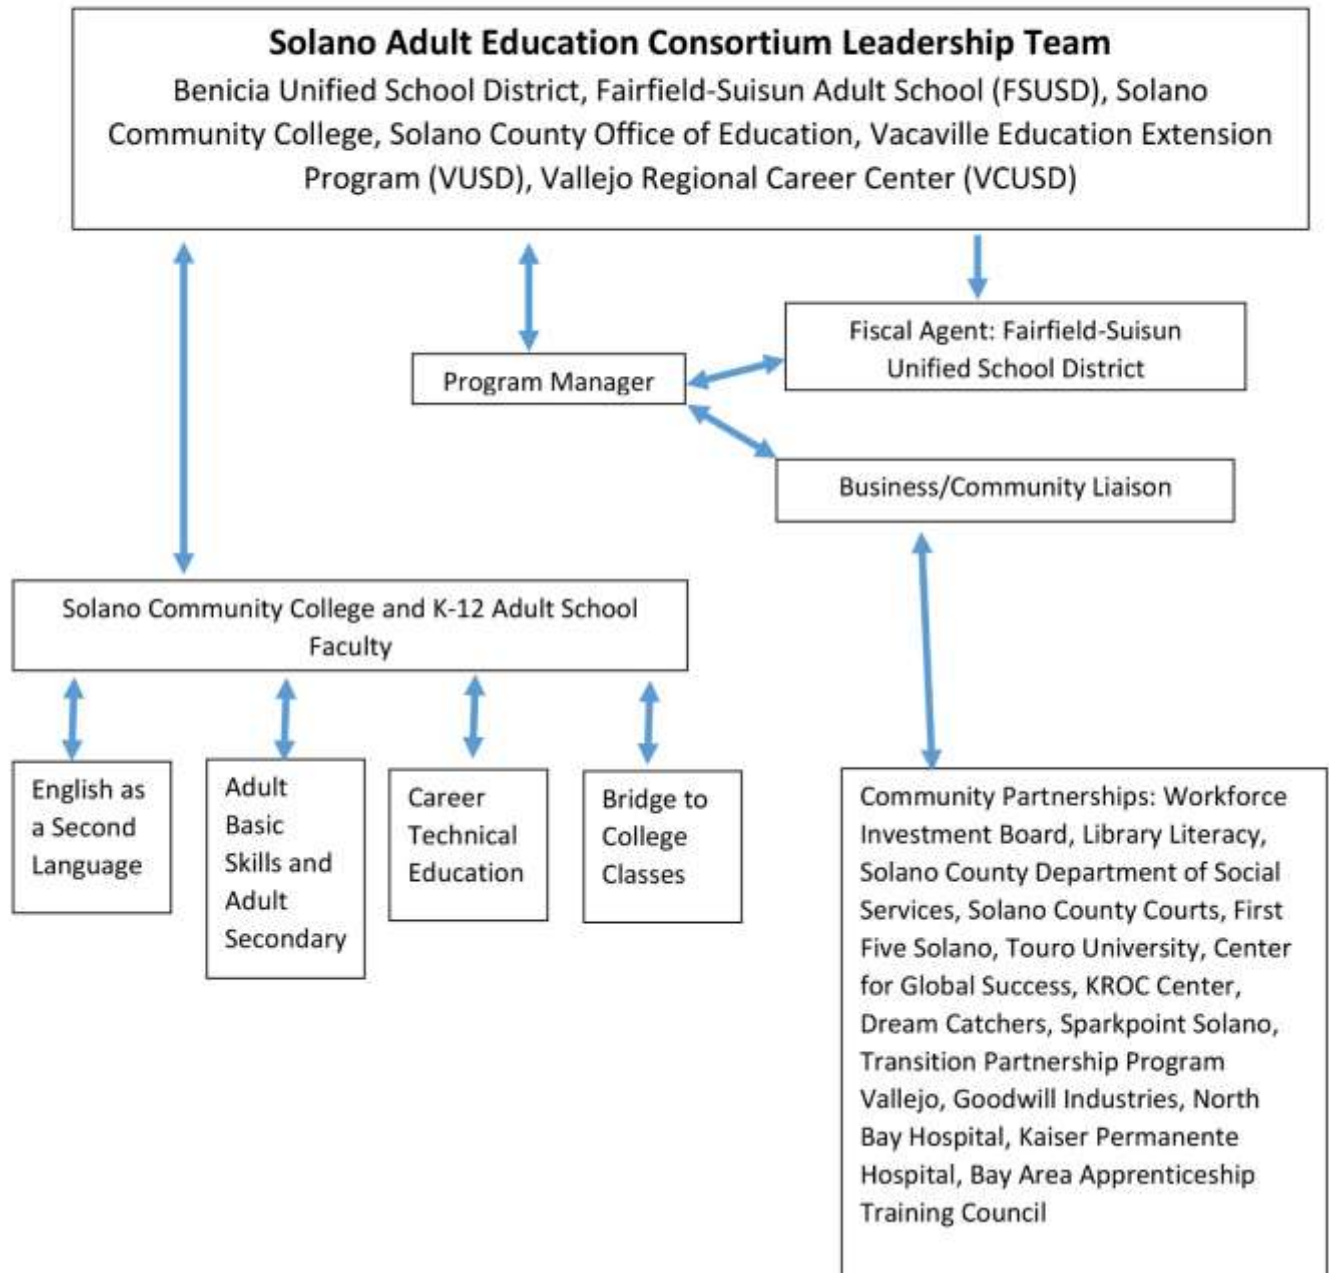 Solano Adult Education Consortium Leadership Team
Benicia Unified School District, Fairfield-Suisun Adult School (FSUSD), Solano
Community College, Solano County Office of Education, Vacaville Education Extension
Program (VUSD), Vallejo Regional Career Center (VCUSD)
Fiscal Agent: Fairfield-Suisun
Unified School District
Program Manager
Business/Community Liaison
Solano Community College and K-12 Adult School
Faculty
English as
a Second
Language
Adult
Basic
Skills and
Adult
Secondary
Career
Technical
Education
Bridge to
College
Classes
Community Partnerships: Workforce
Investment Board, Library Literacy,
Solano County Department of Social
Services, Solano County Courts, First
Five Solano, Touro University, Center
for Global Success, KROC Center,
Dream Catchers, Sparkpoint Solano,
Transition Partnership Program
Vallejo, Goodwill Industries, North
Bay Hospital, Kaiser Permanente
Hospital, Bay Area Apprenticeship
Training Council